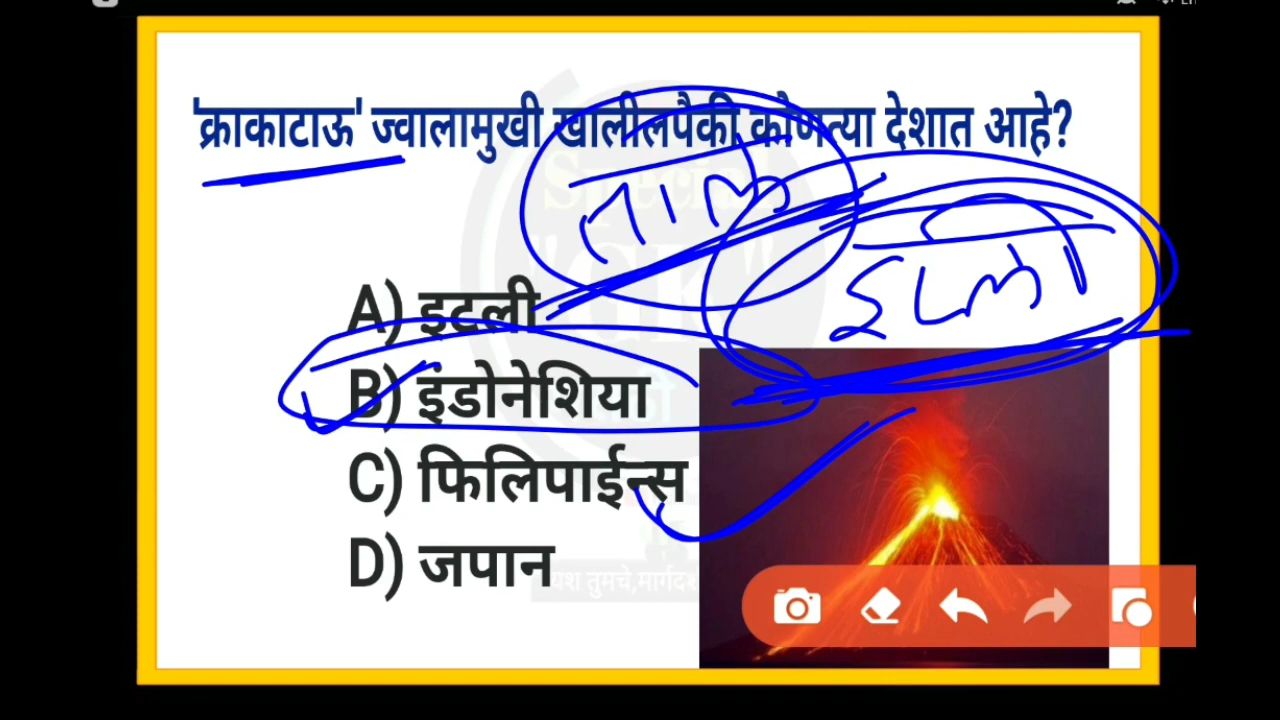 'क्राकाटाऊ' ज्वालामुखी खालीलपैकी कोणत्या देशात आहे?
A) इटली
B) इंडोनेशिया
C) फिलिपाईन्स
D) जपान